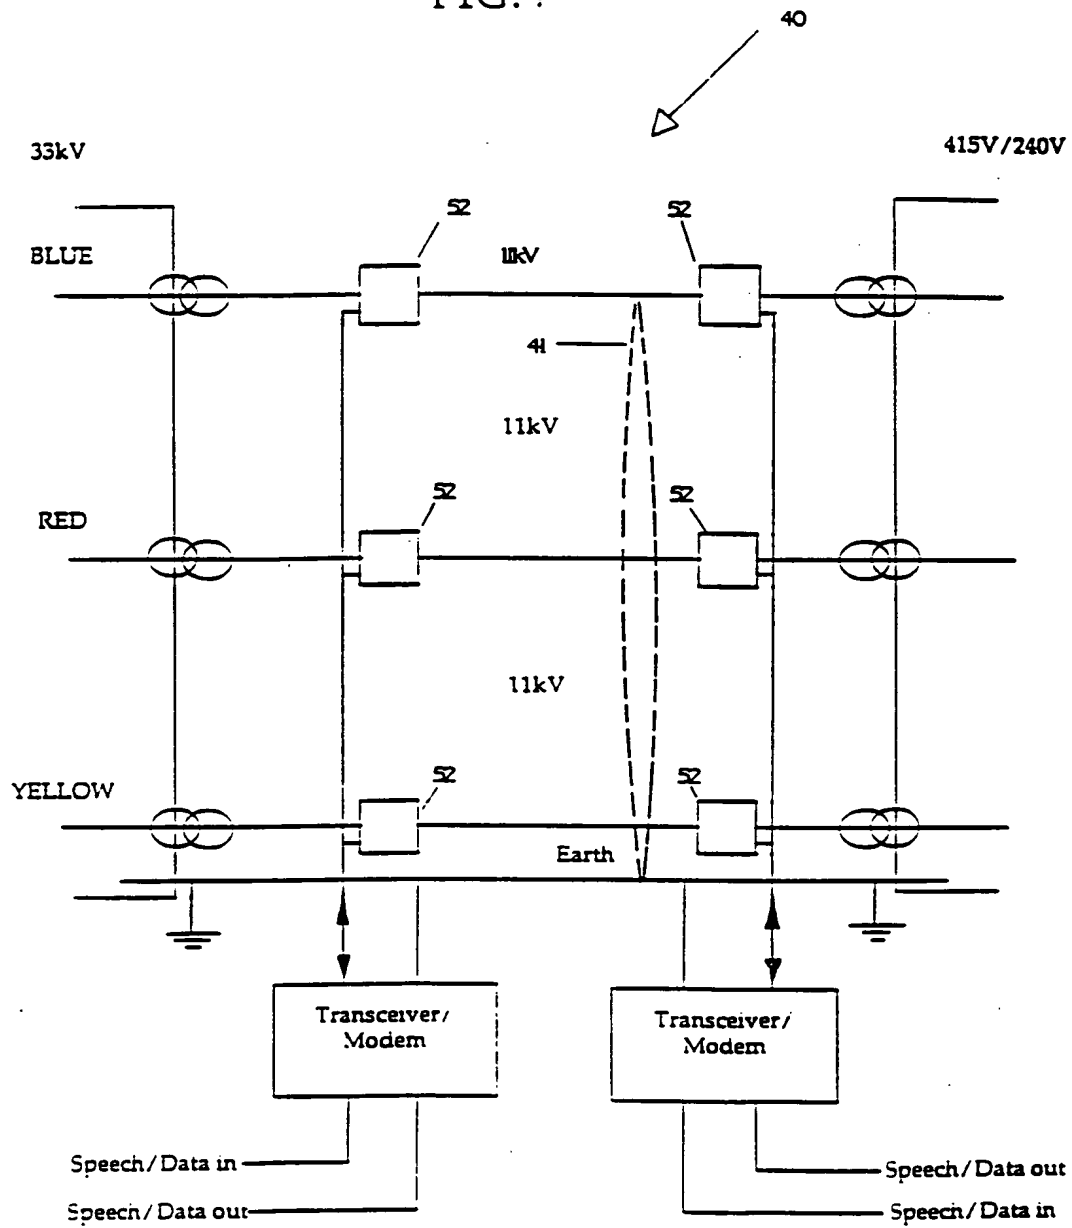 40
33kV
415V/240V
52
52
BLUE
11kV
41
11kV
52
52
RED
11kV
52
52
YELLOW
Earth
Transceiver/
Modem
Transceiver/
Modem
Speech/Data in
Speech/Data out
Speech/Data out
Speech/Data in